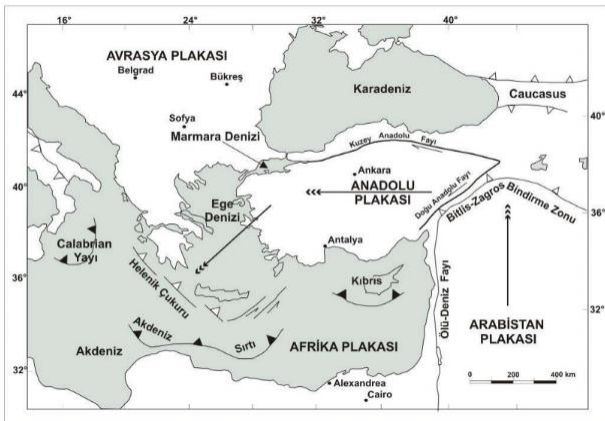 16° 24° 32° 40°
AVRASYA PLAKASI
Belgrad
Bükreş
Karadeniz
Caucasus
44°
40°
Sofya
Marmara Denizi
Kuzey Anadolu Fayı
Ankara
ANADOLU
PLAKASI
Doğu Anadolu Fayı
Bitlis-Zagros Bindirme Zonu
40°
36°
Ege
Denizi
Calabrian
Yayı
Antalya
Helenik Çukuru
Kıbrıs
Ölü-Deniz Fayı
36°
ARABİSTAN
PLAKASI
Akdeniz Sırtı
Akdeniz
AFRİKA PLAKASI
32°
32°
Alexandrea
Cairo
0 200 400 km